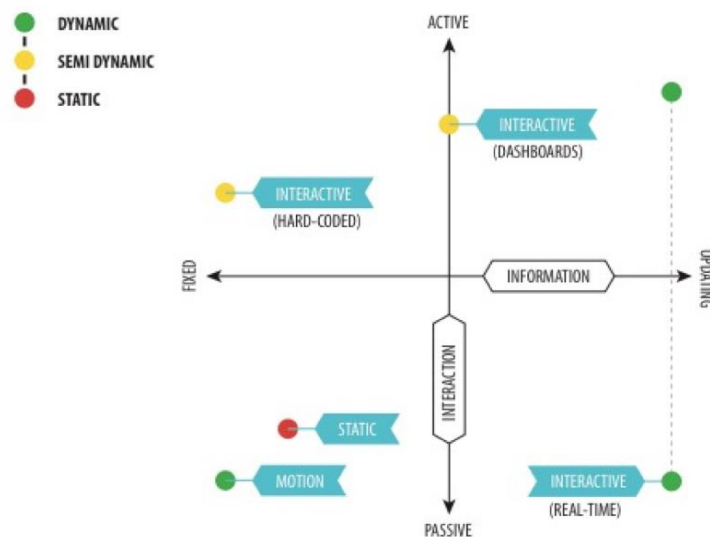 DYNAMIC
SEMI DYNAMIC
STATIC
ACTIVE
INTERACTIVE
(DASHBOARDS)
INTERACTIVE
(HARD-CODED)
FIXED
INFORMATION
UPDATING
INTERACTION
STATIC
MOTION
INTERACTIVE
(REAL-TIME)
PASSIVE